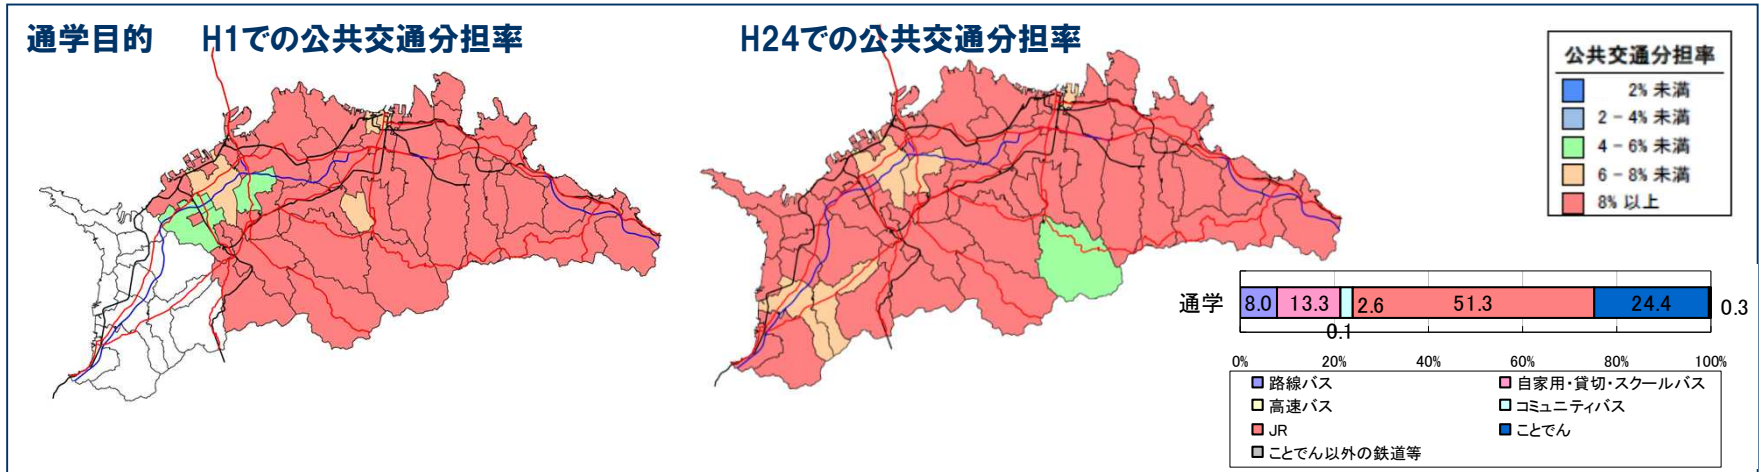 通学目的 H1での公共交通分担率 H24での公共交通分担率
公共交通分担率
2% 未満
2 - 4% 未満
4 - 6% 未満
6 - 8% 未満
8% 以上
通学 8.0 13.3 2.6 51.3 24.4 0.3
0.1
0% 20% 40% 60% 80% 100%
路線バス 自家用・貸切・スクールバス
高速バス コミュニティバス
JR ことでん
ことでん以外の鉄道等